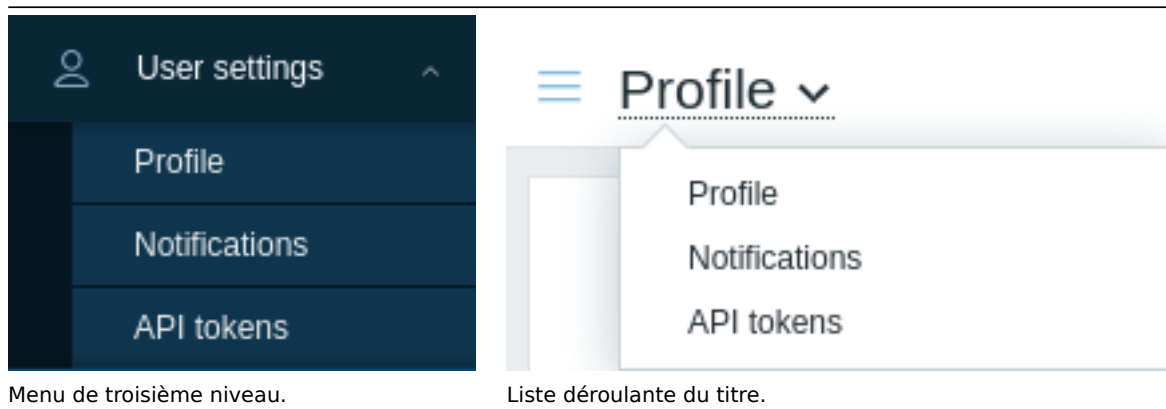 User settings
Profile
Notifications
API tokens
Menu de troisième niveau.
Profile
Profile
Notifications
API tokens
Liste déroulante du titre.